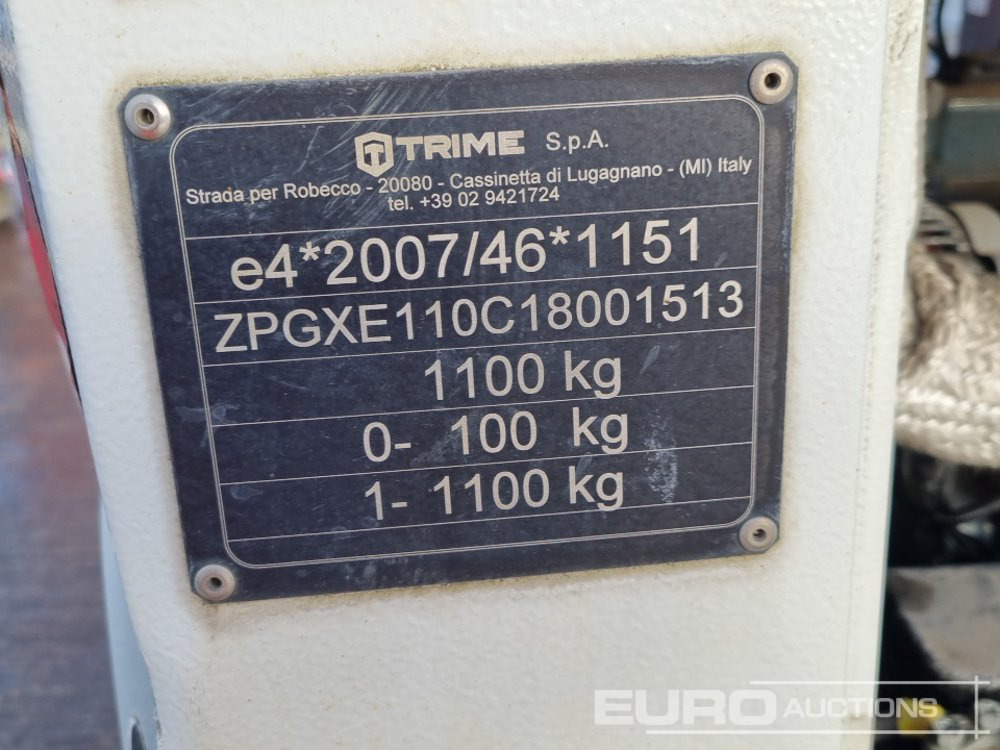 TRIME S.p.A.
Strada per Robecco - 20080 - Cassinetta di Lugagnano - (MI) Italy
tel. +39 02 9421724
e4*2007/46*1151
ZPGXE110C18001513
1100 kg
0- 100 kg
1- 1100 kg
EURO AUCTIONS